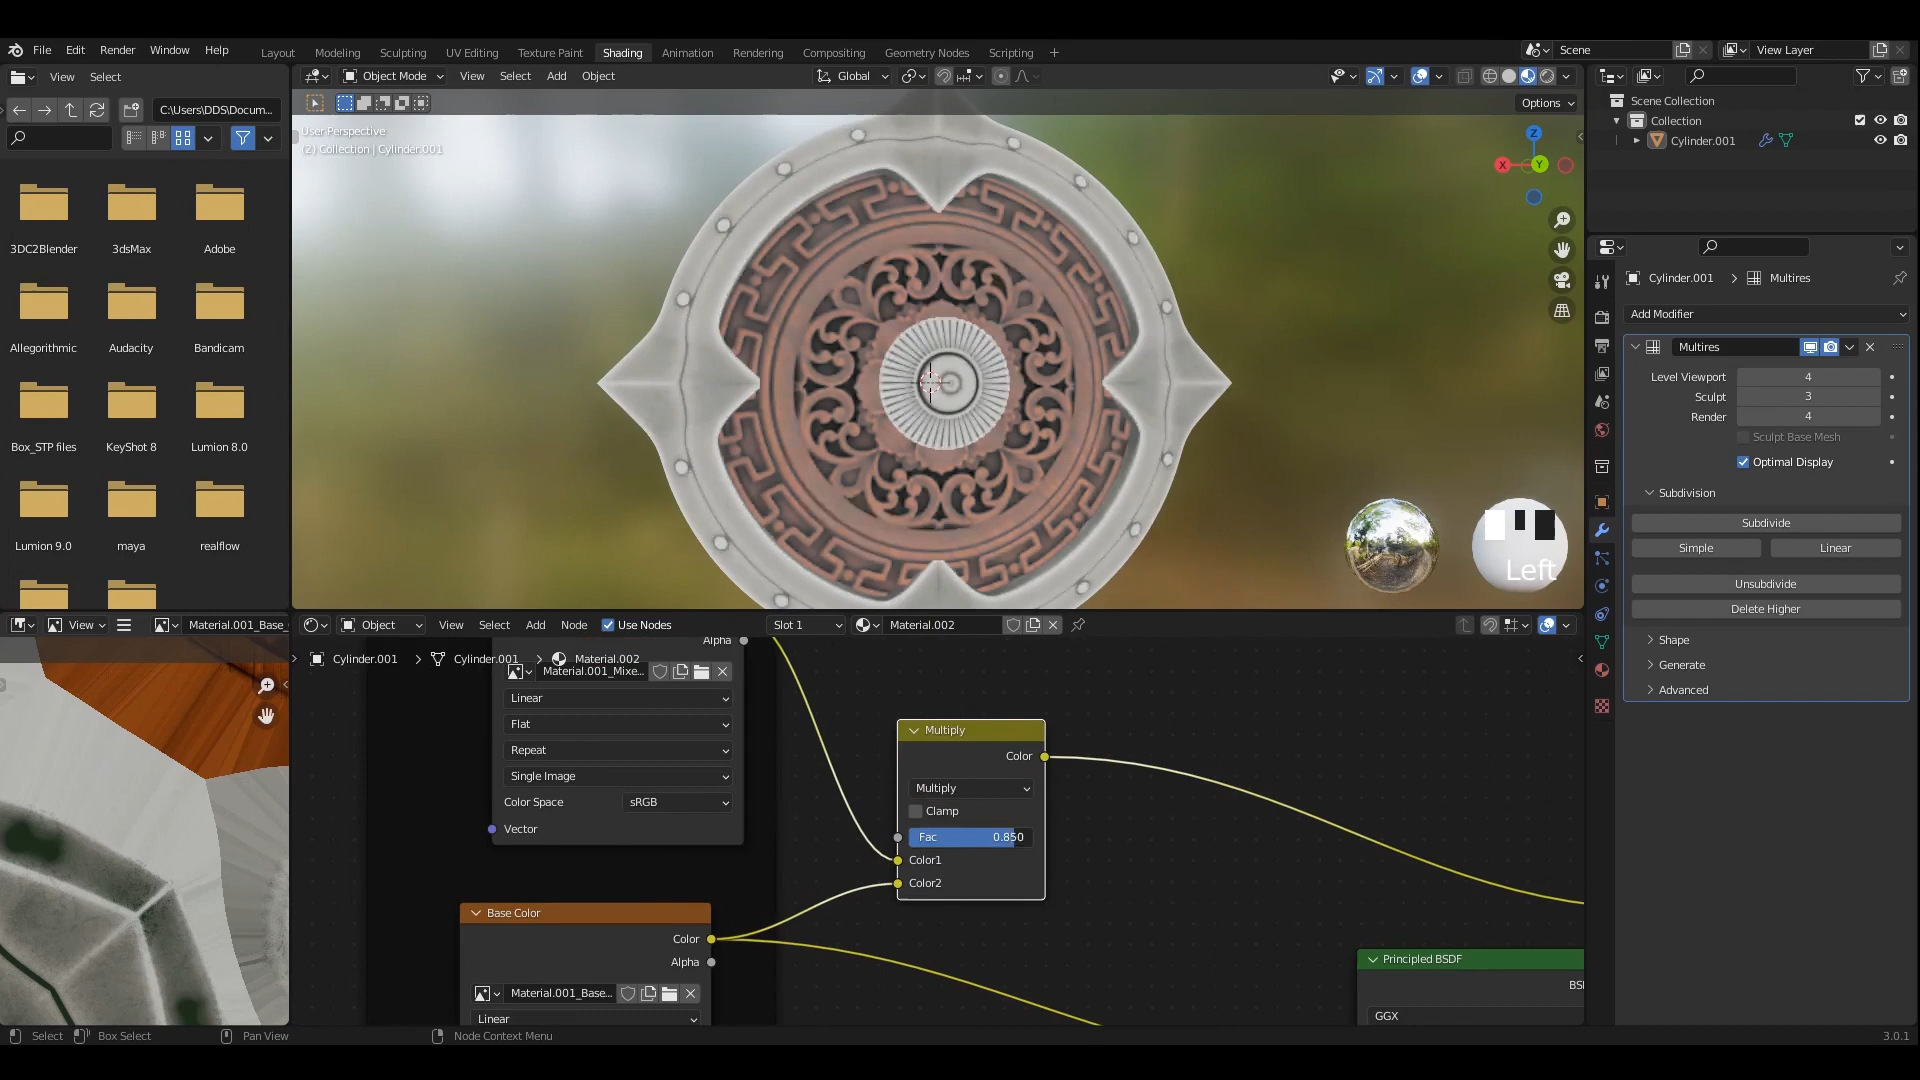 File Edit Render Window Help
Layout Modeling Sculpting UV Editing Texture Paint Shading Animation Rendering Compositing Geometry Nodes Scripting +
Scene View Layer
View Select
Object Mode View Select Add Object Global
C:\Users\DDS\Docum...
Options
User Perspective
(2) Collection | Cylinder.001
Z
X Y
3DC2Blender 3dsMax Adobe
Allegorithmic Audacity Bandicam
Box_STP files KeyShot 8 Lumion 8.0
Lumion 9.0 maya realflow
Left
Scene Collection
Collection
Cylinder.001
Cylinder.001 > Multires
Add Modifier
Multires
Level Viewport 4
Sculpt 3
Render 4
Sculpt Base Mesh
Optimal Display
Subdivision
Subdivide
Simple Linear
Unsubdivide
Delete Higher
Shape
Generate
Advanced
View Material.001_Base_
Object View Select Add Node Use Nodes Slot 1 Material.002
Alpha
Cylinder.001 > Cylinder.001 > Material.002
Material.001_Mixe...
Linear
Flat
Repeat
Single Image
Color Space sRGB
Vector
Multiply
Color
Multiply
Clamp
Fac 0.850
Color1
Color2
Base Color
Color
Alpha
Material.001_Base...
Linear
Principled BSDF
GGX
Select Box Select Pan View Node Context Menu 3.0.1